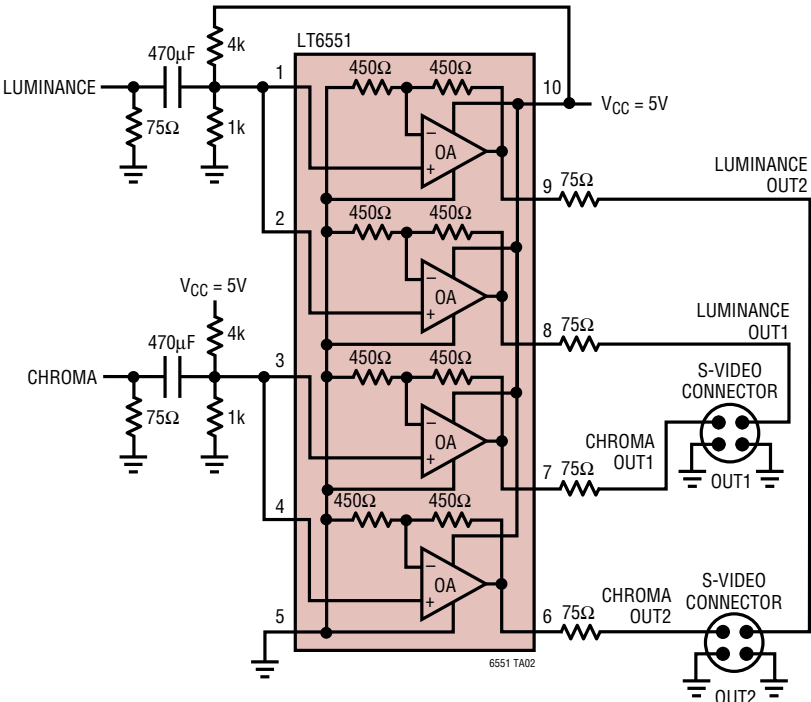 LT6551
4k
470μF
LUMINANCE
1
450Ω
450Ω
10
VCC = 5V
75Ω
1k
OA
–
+
9
75Ω
LUMINANCE
OUT2
2
450Ω
450Ω
–
OA
+
VCC = 5V
4k
470μF
CHROMA
3
75Ω
1k
8
75Ω
LUMINANCE
OUT1
450Ω
450Ω
–
OA
+
S-VIDEO
CONNECTOR
OUT1
CHROMA
OUT1
7
75Ω
4
450Ω
450Ω
–
OA
+
5
6
75Ω
CHROMA
OUT2
S-VIDEO
CONNECTOR
OUT2
6551 TA02